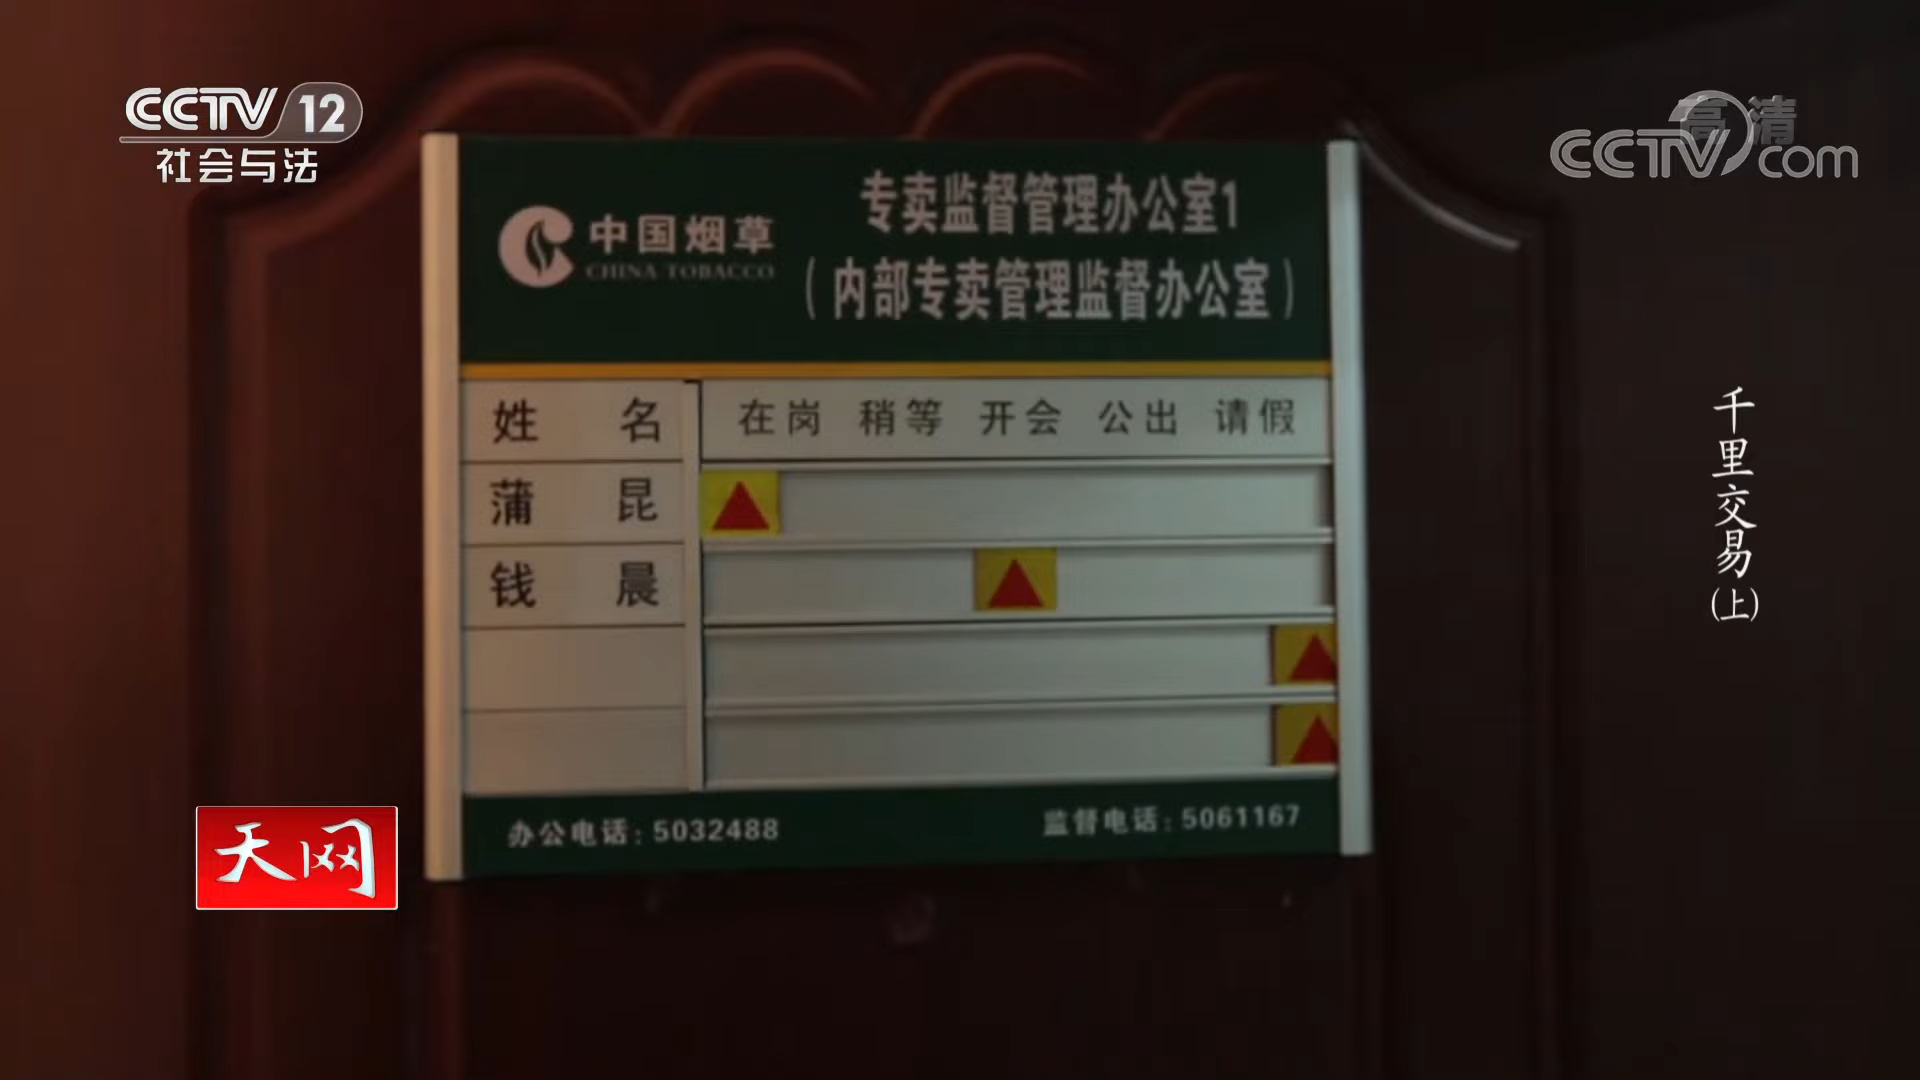 CCTV 12
社会与法
高清
CCTV.com
中国烟草
CHINA TOBACCO
专卖监督管理办公室1
（内部专卖管理监督办公室）
姓名 在岗 稍等 开会 公出 请假
蒲昆
钱晨
办公电话：5032488 监督电话：5061167
千里交易（上）
天网